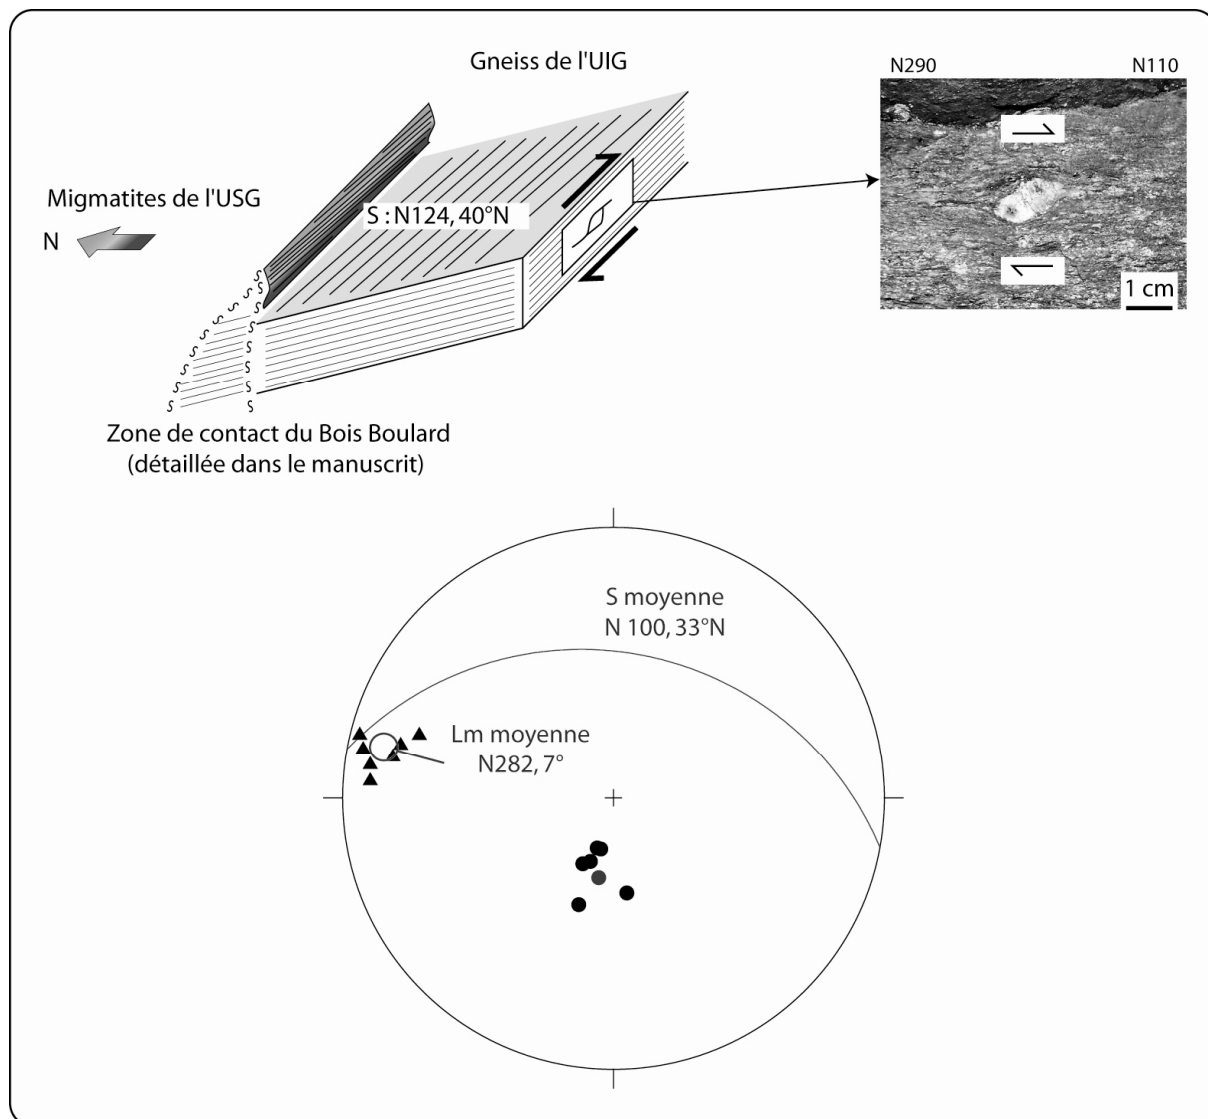 Gneiss de l'UIG
N290
N110
Migmatites de l'USG
N
S : N124, 40°N
1 cm
Zone de contact du Bois Boulard
(détaillée dans le manuscrit)
S moyenne
N 100, 33°N
Lm moyenne
N282, 7°